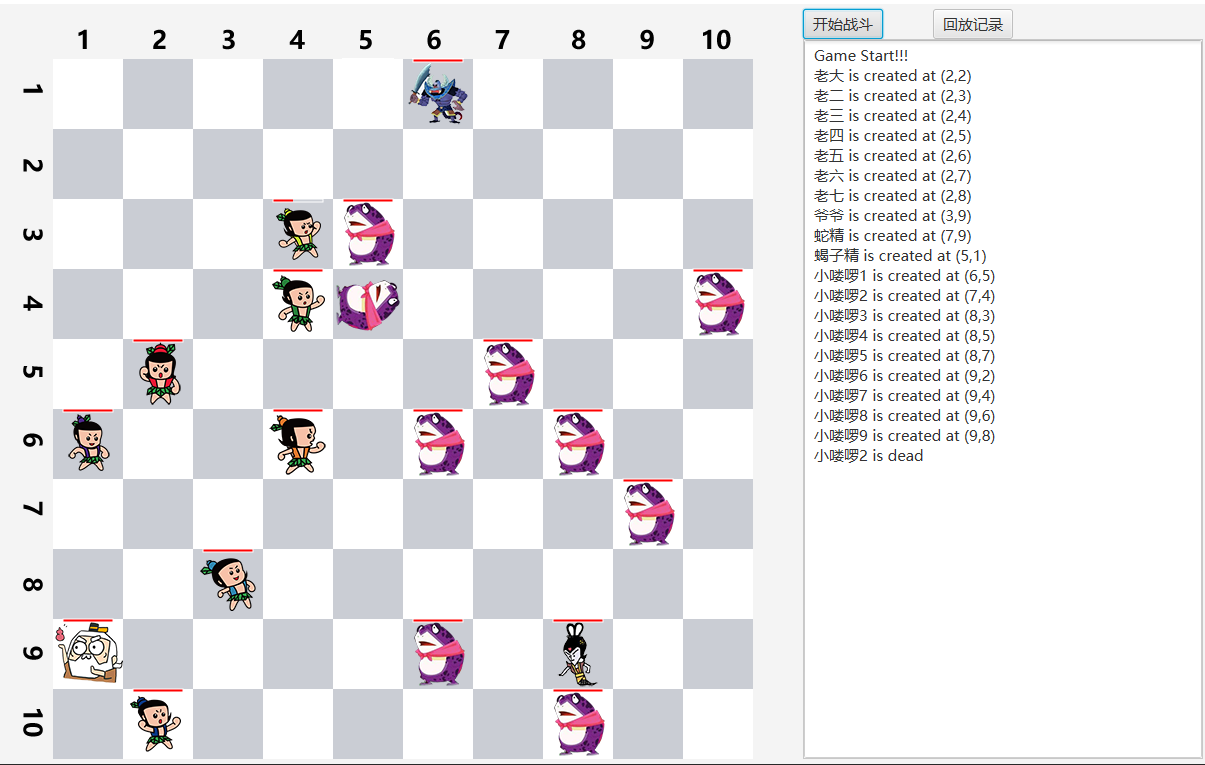 1 2 3 4 5 6 7 8 9 10
1
2
3
4
5
6
7
8
9
10
开始战斗 回放记录
Game Start!!!
老大 is created at (2,2)
老二 is created at (2,3)
老三 is created at (2,4)
老四 is created at (2,5)
老五 is created at (2,6)
老六 is created at (2,7)
老七 is created at (2,8)
爷爷 is created at (3,9)
蛇精 is created at (7,9)
蝎子精 is created at (5,1)
小喽啰1 is created at (6,5)
小喽啰2 is created at (7,4)
小喽啰3 is created at (8,3)
小喽啰4 is created at (8,5)
小喽啰5 is created at (8,7)
小喽啰6 is created at (9,2)
小喽啰7 is created at (9,4)
小喽啰8 is created at (9,6)
小喽啰9 is created at (9,8)
小喽啰2 is dead